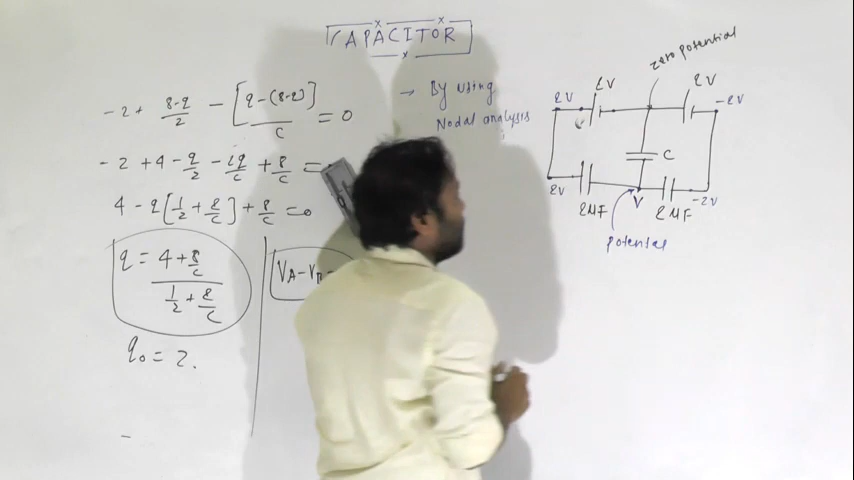 CAPACITOR
-2 + 8-q/2 - [q-(8-q)]/C = 0
-2 + 4 - q/2 - 2q/C + 8/C =
4 - q[1/2 + 2/C] + 8/C = 0
q = 4 + 8/C / 1/2 + 2/C
q₀ = 2.
VA - VB
→ By using
Nodal analysis
zero potential
2V 2V 2V -2V
C
2V 2MF V 2MF -2V
potential